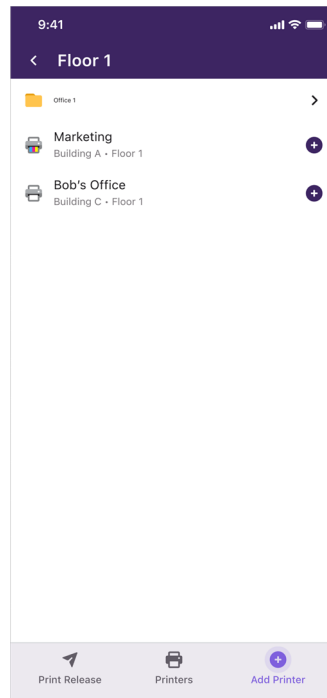 9:41
Floor 1
Office 1
Marketing
Building A • Floor 1
Bob's Office
Building C • Floor 1
Print Release
Printers
Add Printer